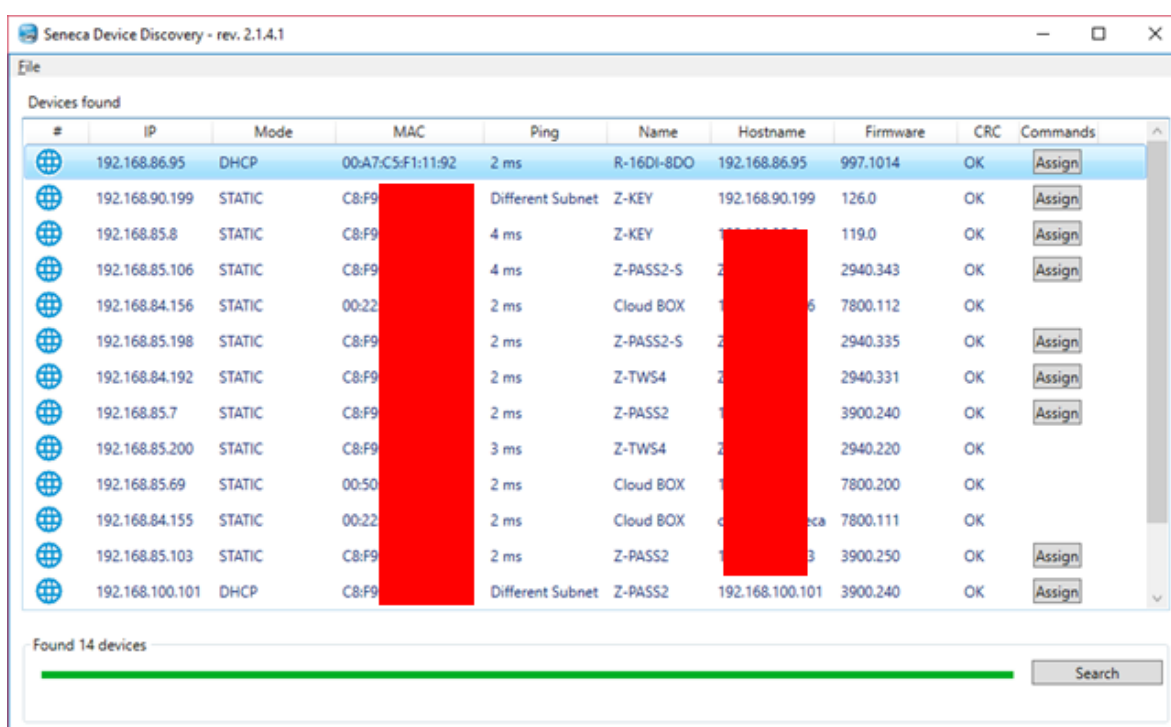 Seneca Device Discovery - rev. 2.1.4.1
File
Devices found
# IP Mode MAC Ping Name Hostname Firmware CRC Commands
192.168.86.95 DHCP 00:A7:C5:F1:11:92 2 ms R-16DI-8DO 192.168.86.95 997.1014 OK Assign
192.168.90.199 STATIC C8:F9 Different Subnet Z-KEY 192.168.90.199 126.0 OK Assign
192.168.85.8 STATIC C8:F9 4 ms Z-KEY 119.0 OK Assign
192.168.85.106 STATIC C8:F9 4 ms Z-PASS2-S 2940.343 OK Assign
192.168.84.156 STATIC 00:22 2 ms Cloud BOX 1 6 7800.112 OK
192.168.85.198 STATIC C8:F9 2 ms Z-PASS2-S 2940.335 OK Assign
192.168.84.192 STATIC C8:F9 2 ms Z-TWS4 2940.331 OK Assign
192.168.85.7 STATIC C8:F9 2 ms Z-PASS2 1 3900.240 OK Assign
192.168.85.200 STATIC C8:F9 3 ms Z-TWS4 2940.220 OK
192.168.85.69 STATIC 00:50 2 ms Cloud BOX 1 7800.200 OK
192.168.84.155 STATIC 00:22 2 ms Cloud BOX eca 7800.111 OK
192.168.85.103 STATIC C8:F9 2 ms Z-PASS2 1 3 3900.250 OK Assign
192.168.100.101 DHCP C8:F9 Different Subnet Z-PASS2 192.168.100.101 3900.240 OK Assign
Found 14 devices
Search